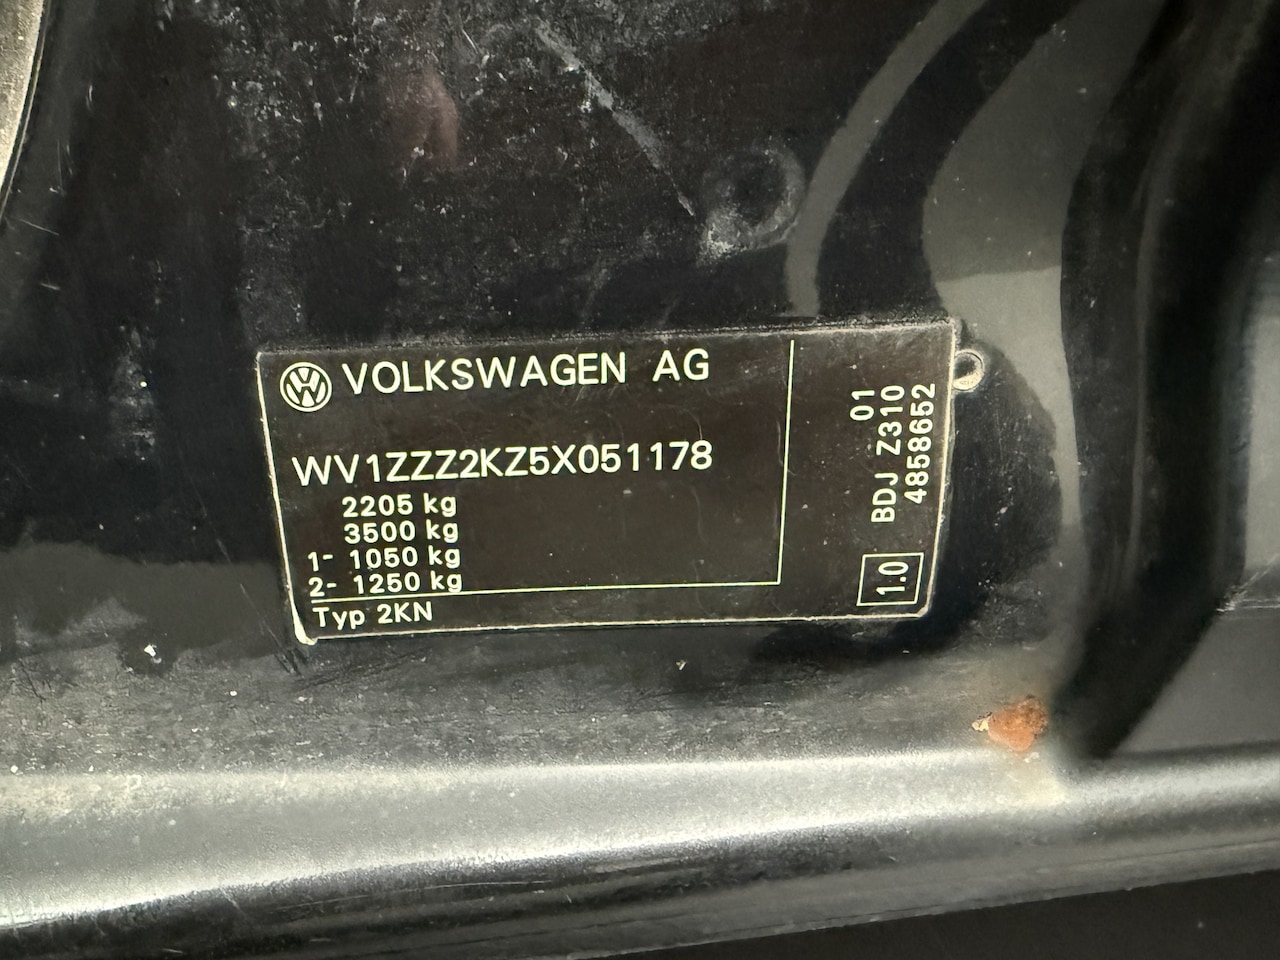 VOLKSWAGEN AG
WV1ZZZ2KZ5X051178
2205 kg
3500 kg
1- 1050 kg
2- 1250 kg
Typ 2KN
01
BDJ Z310
4858652
1.0